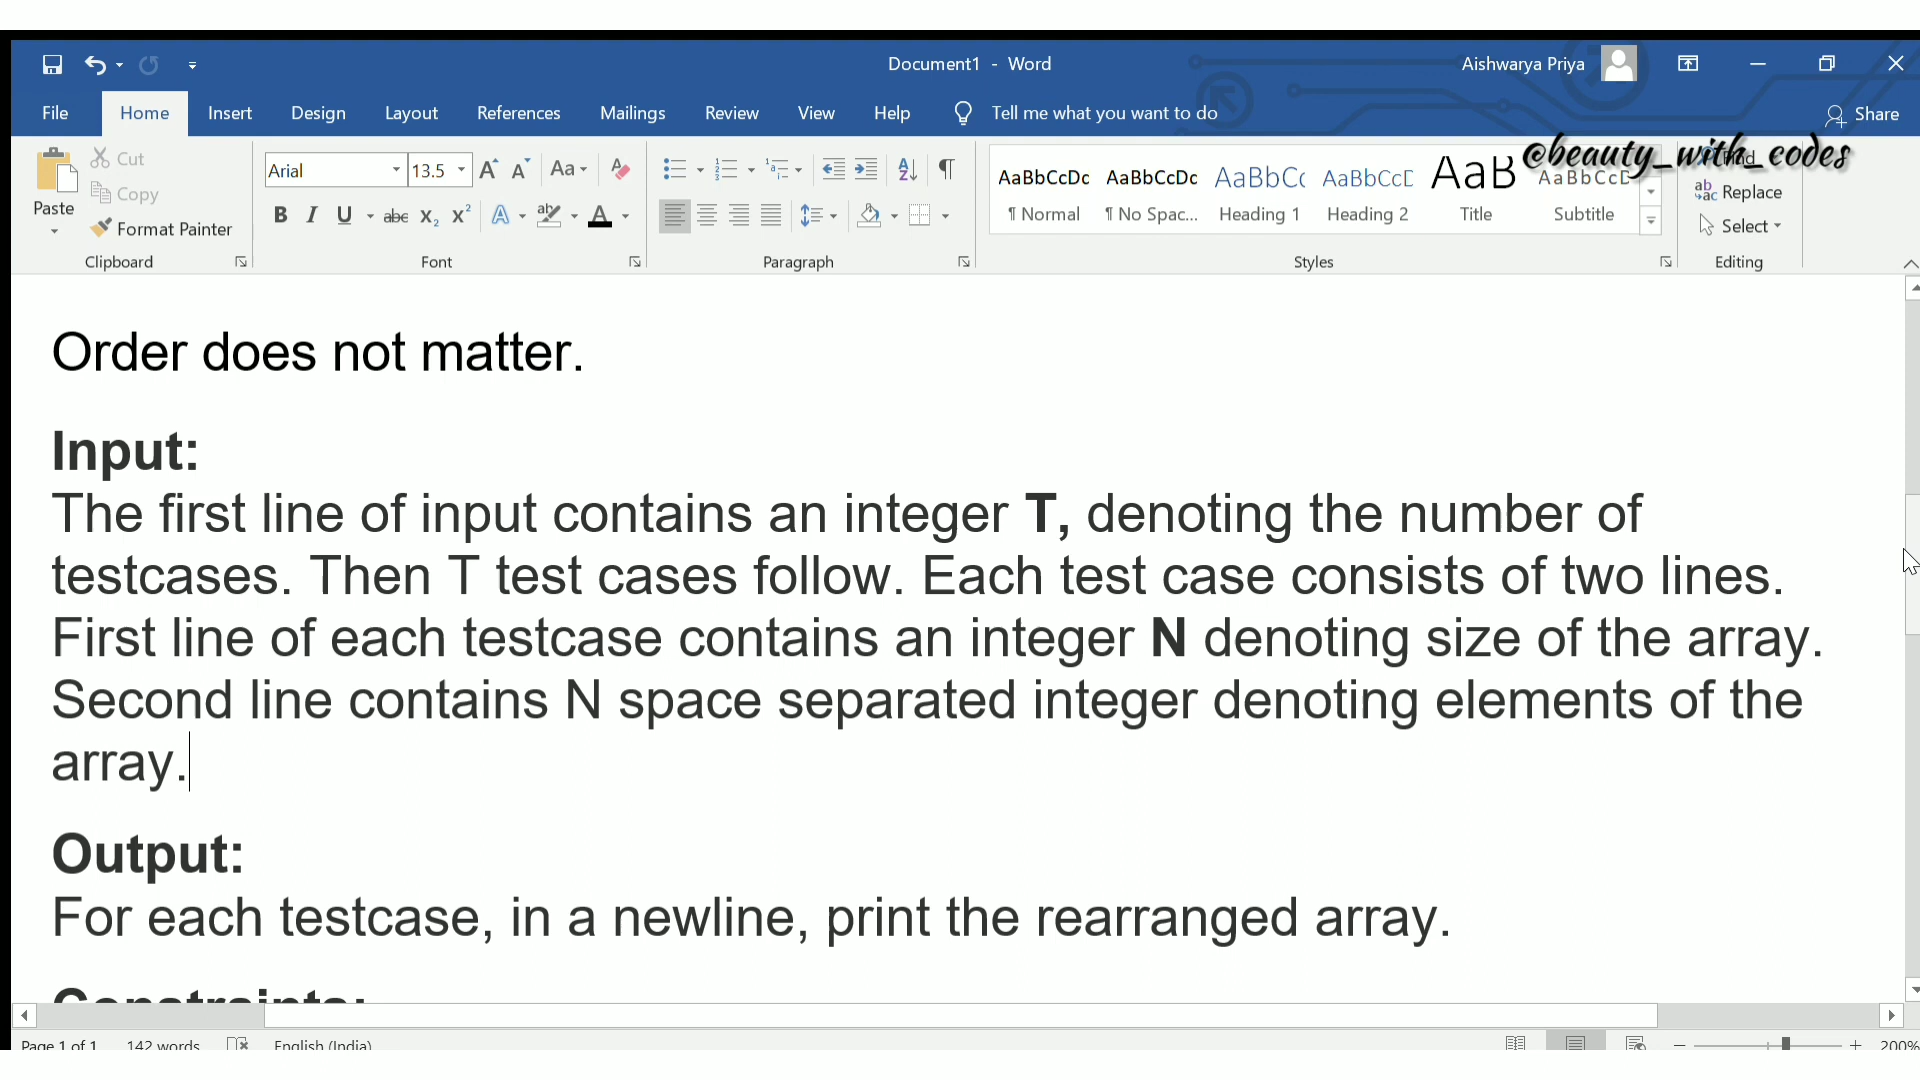 Document1 - Word
Aishwarya Priya
File Home Insert Design Layout References Mailings Review View Help Tell me what you want to do Share
@beauty_with_codes
Cut
Copy
Paste
Format Painter
Clipboard
Arial 13.5
Font
Paragraph
AaBbCcDc AaBbCcDc AaBbCc AaBbCcD AaB AaBbCcD
¶ Normal ¶ No Spac... Heading 1 Heading 2 Title Subtitle
Styles
Find
Replace
Select
Editing
Order does not matter.
Input:
The first line of input contains an integer T, denoting the number of
testcases. Then T test cases follow. Each test case consists of two lines.
First line of each testcase contains an integer N denoting size of the array.
Second line contains N space separated integer denoting elements of the
array.
Output:
For each testcase, in a newline, print the rearranged array.
Constraints:
Page 1 of 1 142 words English (India) 200%